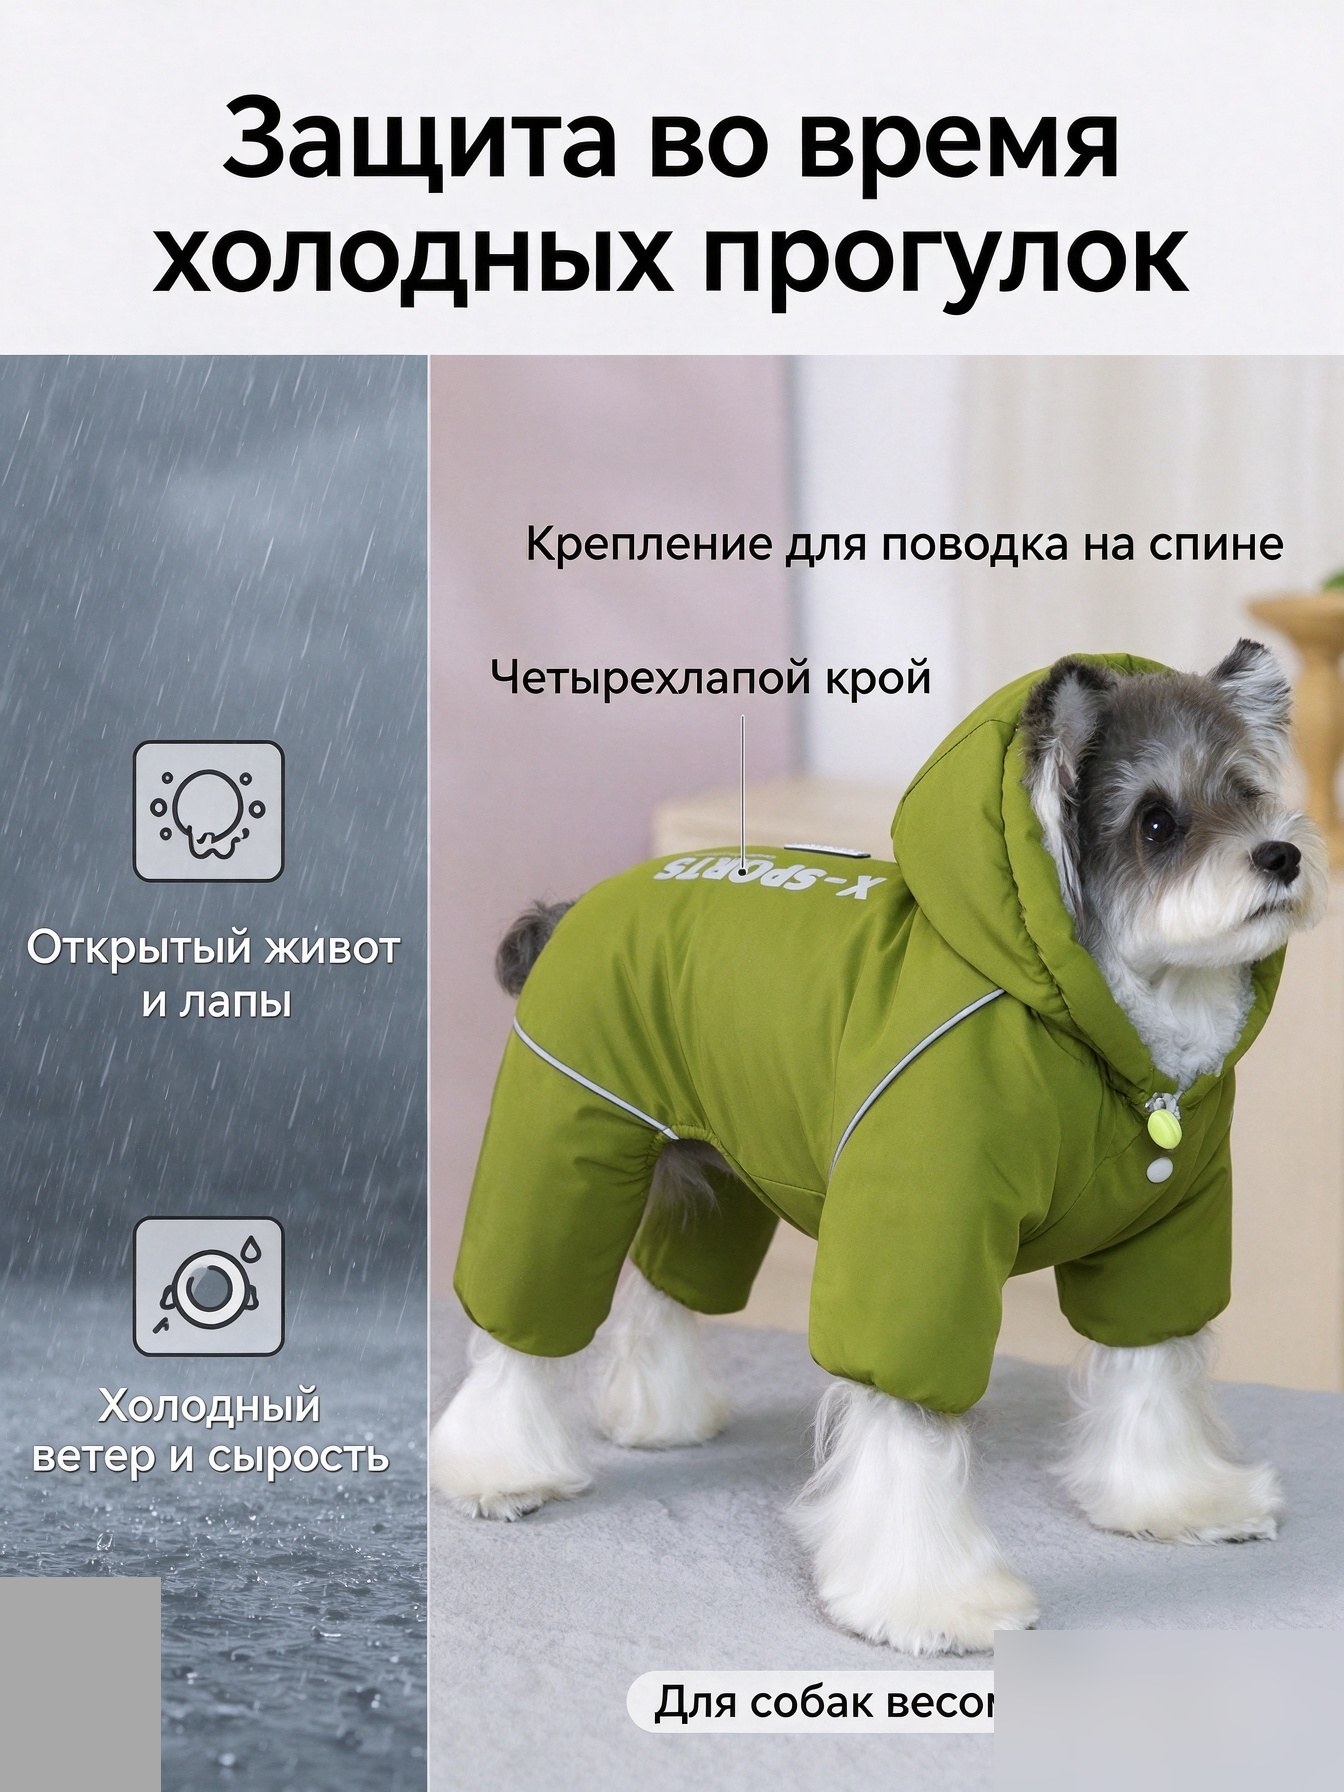 Защита во время
холодных прогулок
Крепление для поводка на спине
Четырехлапой крой
X-SPORTS
Открытый живот
и лапы
Холодный
ветер и сырость
Для собак